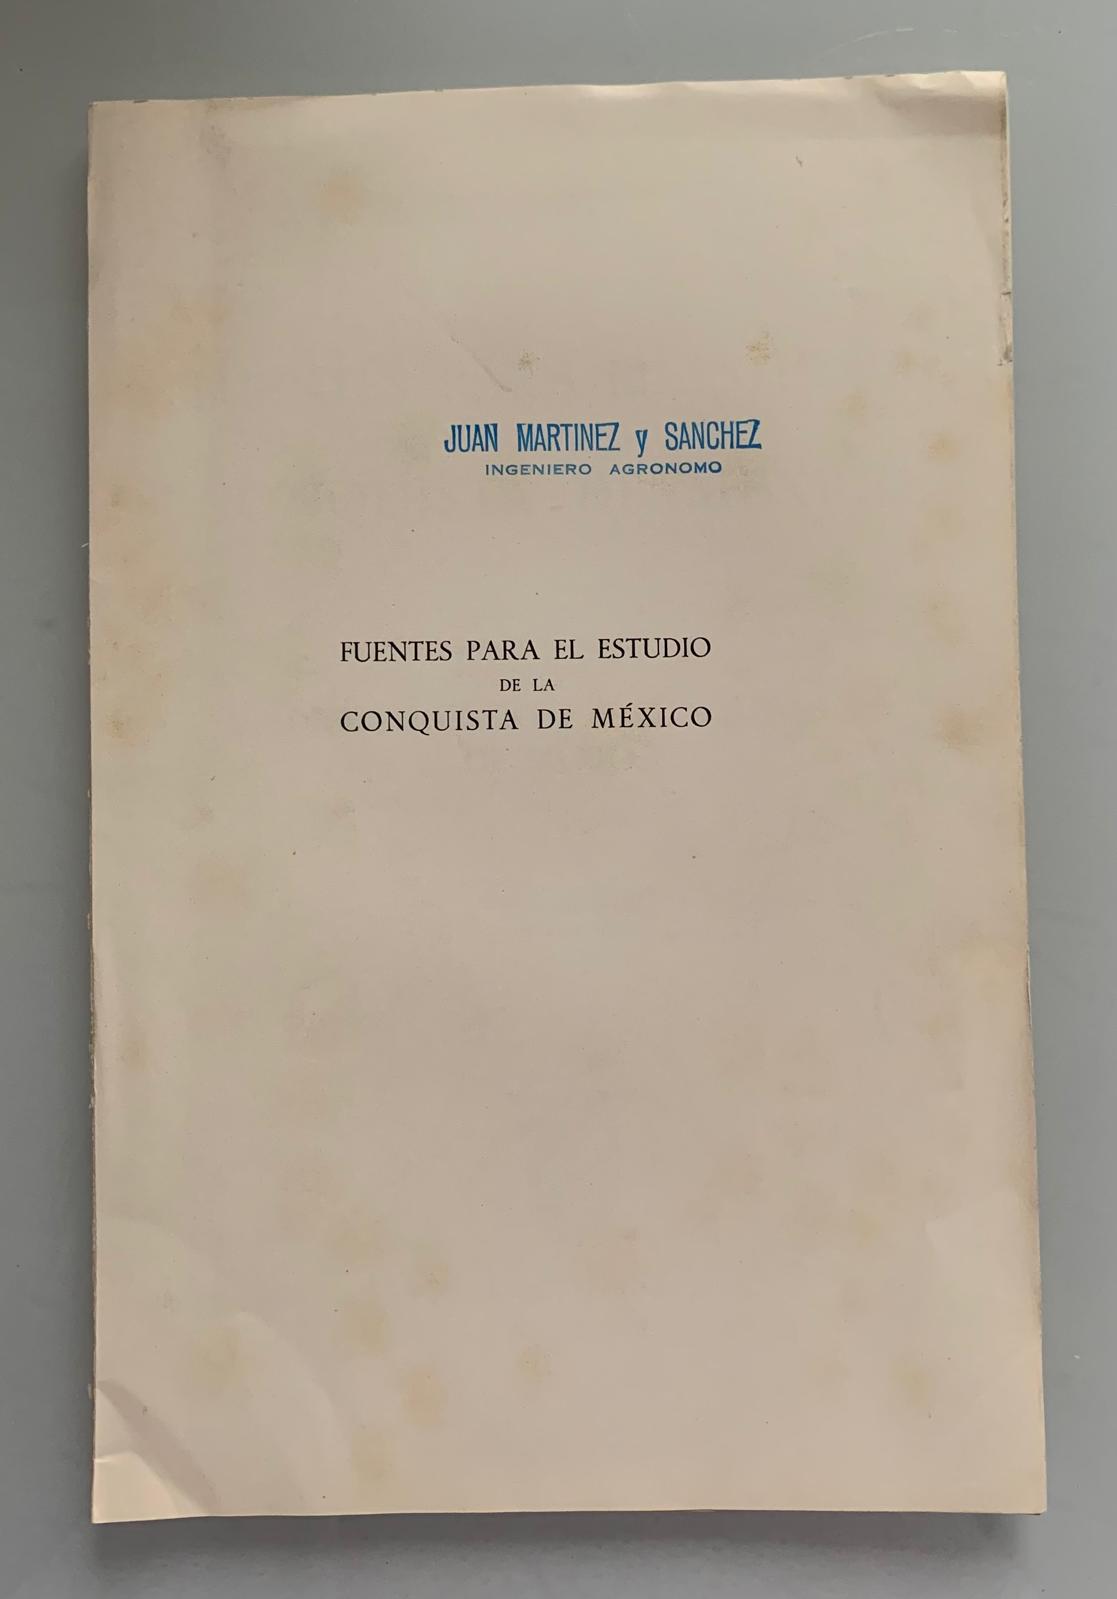 JUAN MARTINEZ y SANCHEZ
INGENIERO AGRONOMO
FUENTES PARA EL ESTUDIO
DE LA
CONQUISTA DE MÉXICO